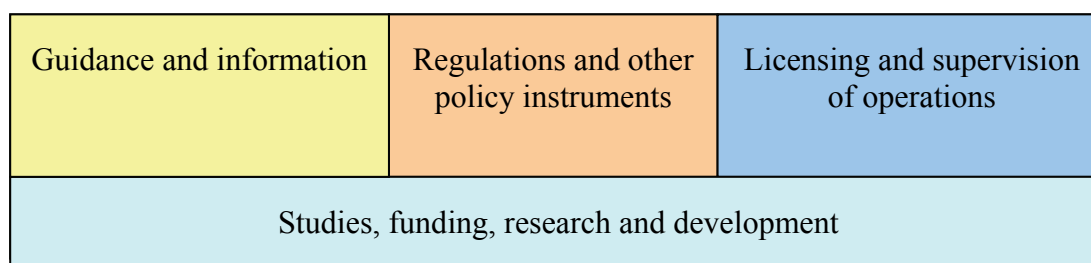 Guidance and information
Regulations and other
policy instruments
Licensing and supervision
of operations
Studies, funding, research and development